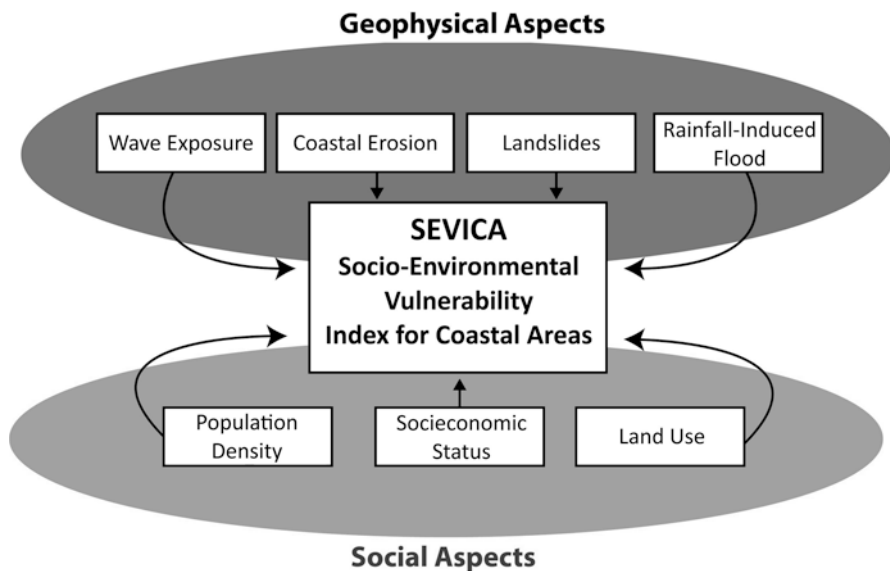 Geophysical Aspects
Wave Exposure
Coastal Erosion
Landslides
Rainfall-Induced
Flood
SEVICA
Socio-Environmental
Vulnerability
Index for Coastal Areas
Population
Density
Socieconomic
Status
Land Use
Social Aspects